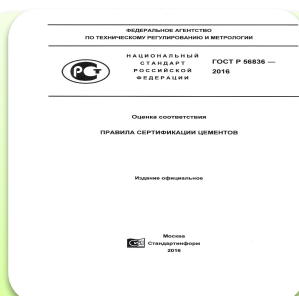 ФЕДЕРАЛЬНОЕ АГЕНТСТВО
ПО ТЕХНИЧЕСКОМУ РЕГУЛИРОВАНИЮ И МЕТРОЛОГИИ
НАЦИОНАЛЬНЫЙ
СТАНДАРТ
РОССИЙСКОЙ
ФЕДЕРАЦИИ
ГОСТ Р 56836 —
2016
Оценка соответствия
ПРАВИЛА СЕРТИФИКАЦИИ ЦЕМЕНТОВ
Издание официальное
Москва
Стандартинформ
2016